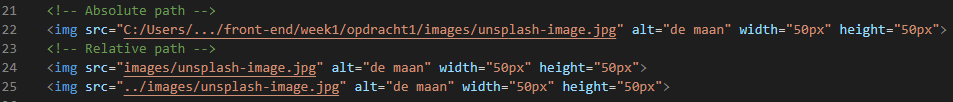 21 <!-- Absolute path -->
22 <img src="C:/Users/.../front-end/week1/opdracht1/images/unsplash-image.jpg" alt="de maan" width="50px" height="50px">
23 <!-- Relative path -->
24 <img src="images/unsplash-image.jpg" alt="de maan" width="50px" height="50px">
25 <img src="../images/unsplash-image.jpg" alt="de maan" width="50px" height="50px">